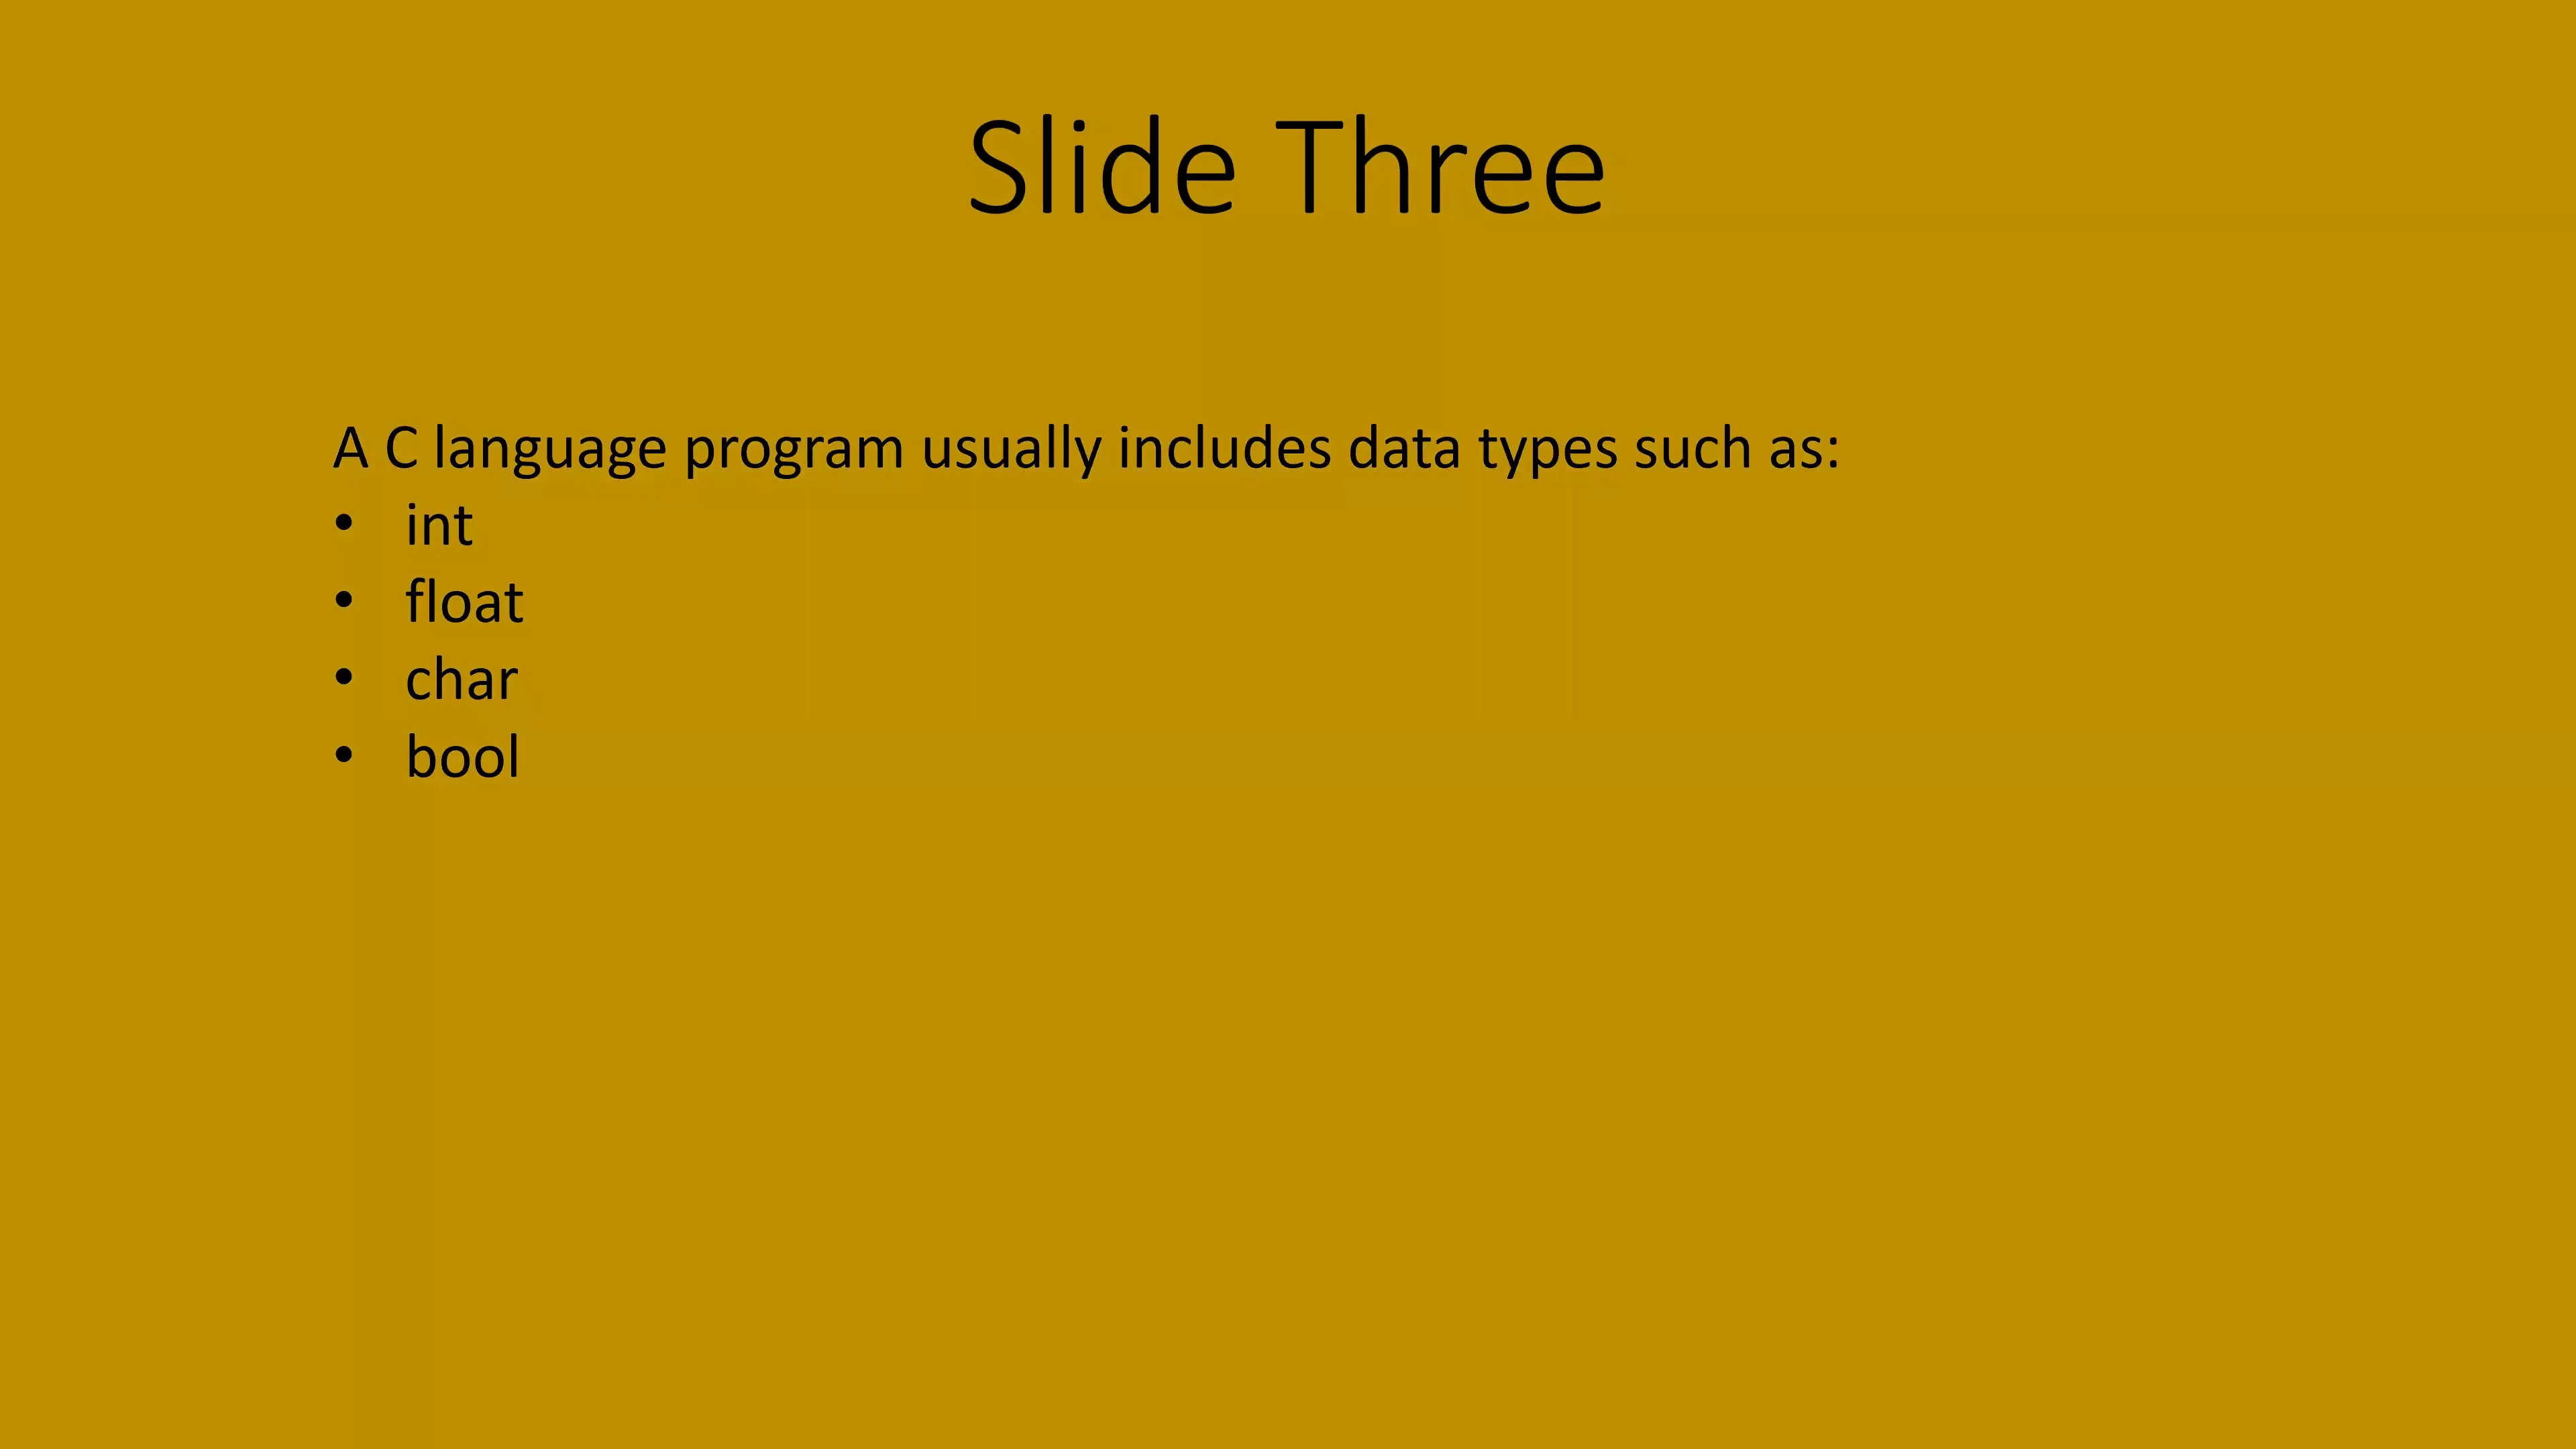 Slide Three
A C language program usually includes data types such as:
• int
• float
• char
• bool